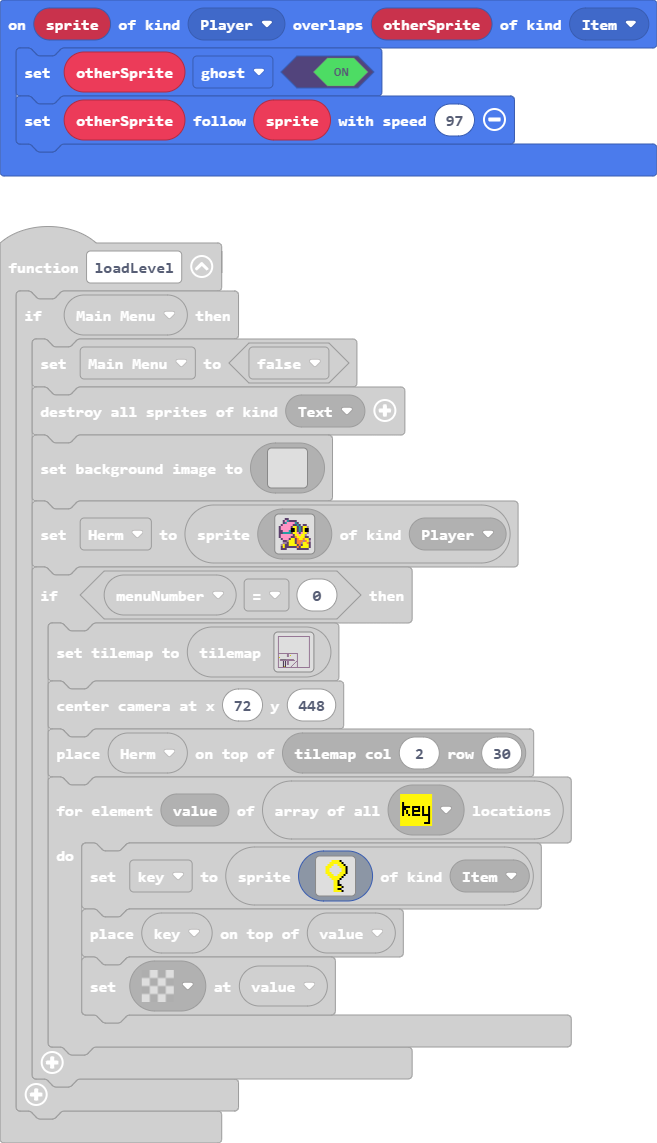 on sprite of kind Player overlaps otherSprite of kind Item
set otherSprite ghost ON
set otherSprite follow sprite with speed 97
function loadLevel
if Main Menu then
set Main Menu to false
destroy all sprites of kind Text
set background image to
set Herm to sprite of kind Player
if menuNumber = 0 then
set tilemap to tilemap
center camera at x 72 y 448
place Herm on top of tilemap col 2 row 30
for element value of array of all key locations
do
set key to sprite of kind Item
place key on top of value
set at value